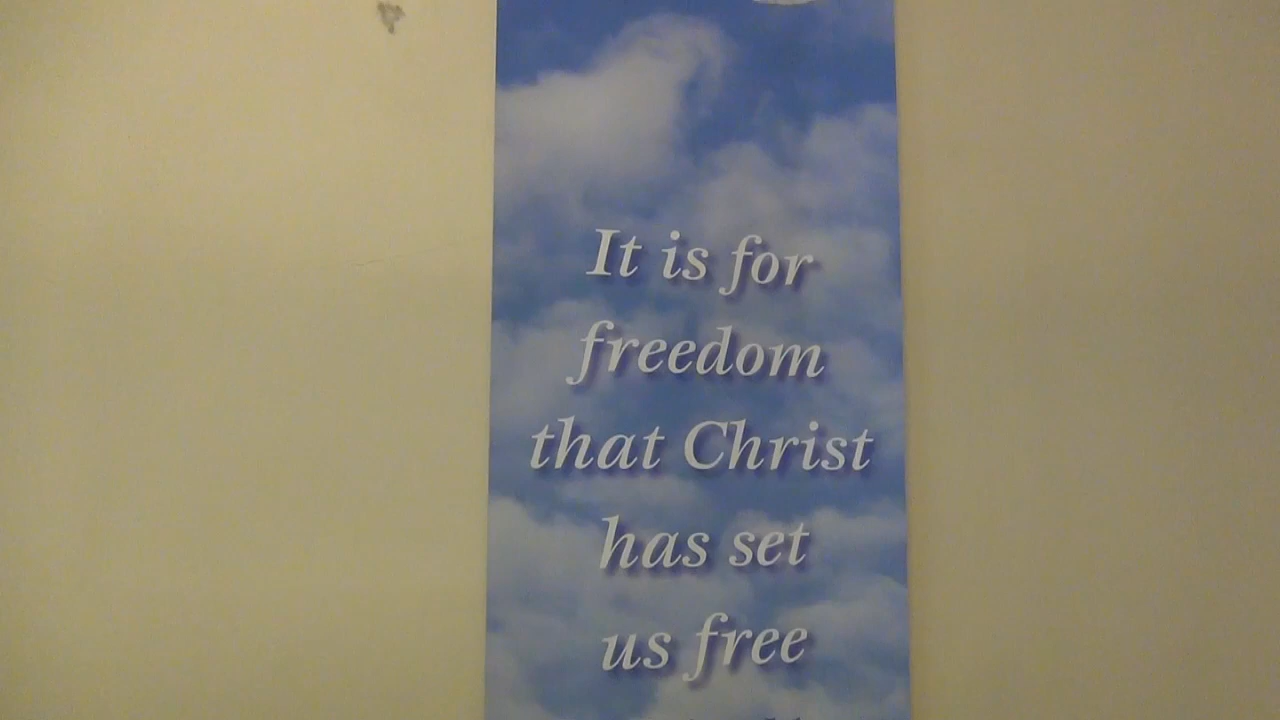 It is for
freedom
that Christ
has set
us free